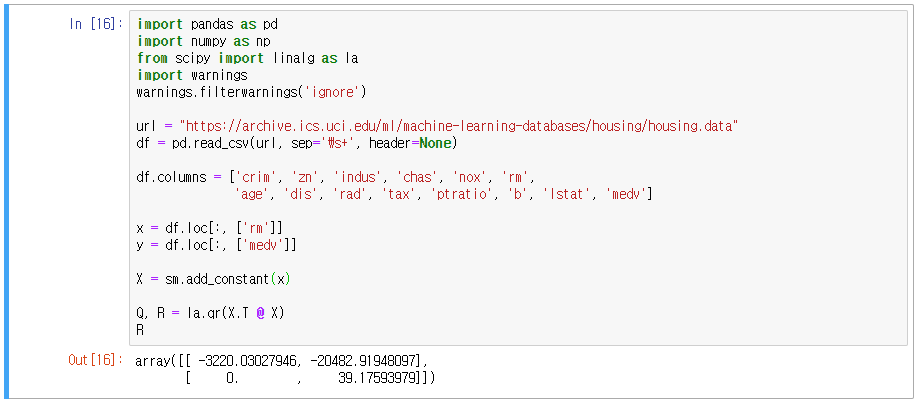 In [16]: import pandas as pd
import numpy as np
from scipy import linalg as la
import warnings
warnings.filterwarnings('ignore')
url = "https://archive.ics.uci.edu/ml/machine-learning-databases/housing/housing.data"
df = pd.read_csv(url, sep='₩s+', header=None)
df.columns = ['crim', 'zn', 'indus', 'chas', 'nox', 'rm',
'age', 'dis', 'rad', 'tax', 'ptratio', 'b', 'lstat', 'medv']
x = df.loc[:, ['rm']]
y = df.loc[:, ['medv']]
X = sm.add_constant(x)
Q, R = la.qr(X.T @ X)
R
Out[16]: array([[ -3220.03027946, -20482.91948097],
[ 0. , 39.17593979]])